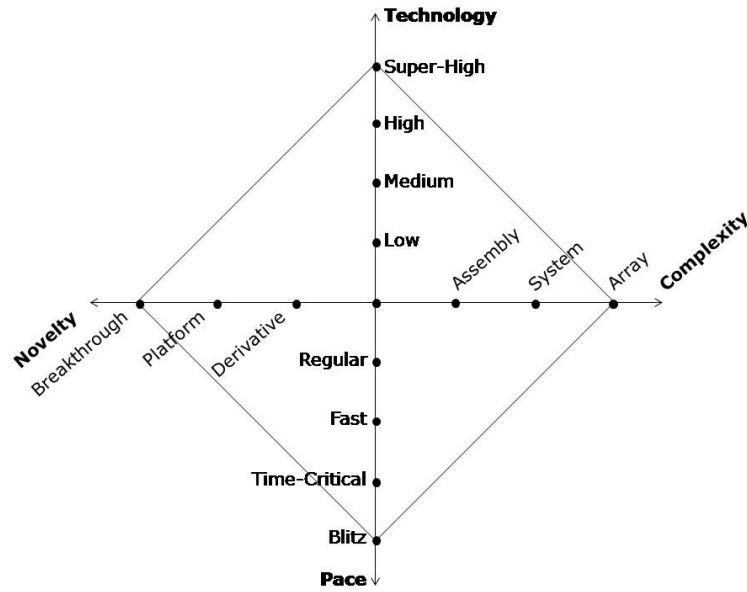 Technology
Super-High
High
Medium
Low
Assembly
System
Array
Complexity
Novelty
Breakthrough
Platform
Derivative
Regular
Fast
Time-Critical
Blitz
Pace